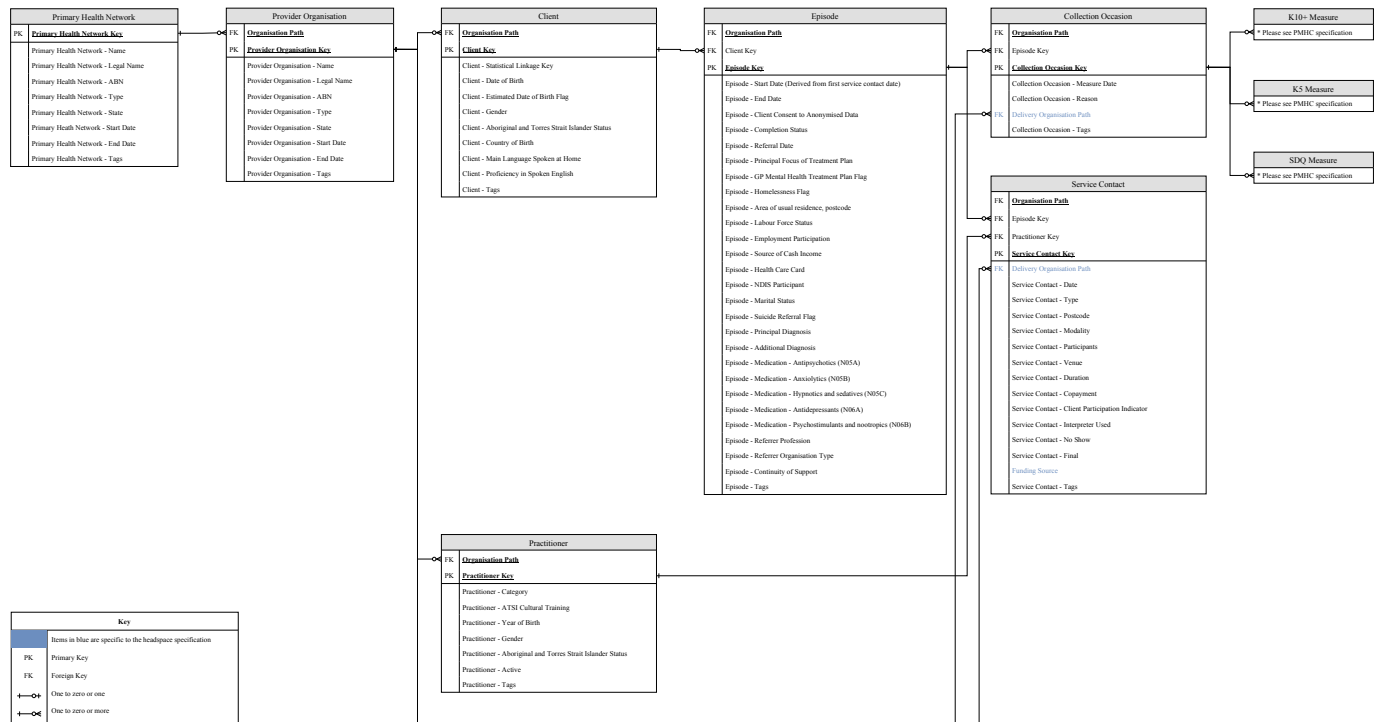 Primary Health Network
PK Primary Health Network Key
Primary Health Network - Name
Primary Health Network - Legal Name
Primary Health Network - ABN
Primary Health Network - Type
Primary Health Network - State
Primary Heath Network - Start Date
Primary Health Network - End Date
Primary Health Network - Tags
Provider Organisation
FK Organisation Path
PK Provider Organisation Key
Provider Organisation - Name
Provider Organisation - Legal Name
Provider Organisation - ABN
Provider Organisation - Type
Provider Organisation - State
Provider Organisation - Start Date
Provider Organisation - End Date
Provider Organisation - Tags
Client
FK Organisation Path
PK Client Key
Client - Statistical Linkage Key
Client - Date of Birth
Client - Estimated Date of Birth Flag
Client - Gender
Client - Aboriginal and Torres Strait Islander Status
Client - Country of Birth
Client - Main Language Spoken at Home
Client - Proficiency in Spoken English
Client - Tags
Episode
FK Organisation Path
FK Client Key
PK Episode Key
Episode - Start Date (Derived from first service contact date)
Episode - End Date
Episode - Client Consent to Anonymised Data
Episode - Completion Status
Episode - Referral Date
Episode - Principal Focus of Treatment Plan
Episode - GP Mental Health Treatment Plan Flag
Episode - Homelessness Flag
Episode - Area of usual residence, postcode
Episode - Labour Force Status
Episode - Employment Participation
Episode - Source of Cash Income
Episode - Health Care Card
Episode - NDIS Participant
Episode - Marital Status
Episode - Suicide Referral Flag
Episode - Principal Diagnosis
Episode - Additional Diagnosis
Episode - Medication - Antipsychotics (N05A)
Episode - Medication - Anxiolytics (N05B)
Episode - Medication - Hypnotics and sedatives (N05C)
Episode - Medication - Antidepressants (N06A)
Episode - Medication - Psychostimulants and nootropics (N06B)
Episode - Referrer Profession
Episode - Referrer Organisation Type
Episode - Continuity of Support
Episode - Tags
Collection Occasion
FK Organisation Path
FK Episode Key
PK Collection Occasion Key
Collection Occasion - Measure Date
Collection Occasion - Reason
FK Delivery Organisation Path
Collection Occasion - Tags
K10+ Measure
* Please see PMHC specification
K5 Measure
* Please see PMHC specification
SDQ Measure
* Please see PMHC specification
Service Contact
FK Organisation Path
FK Episode Key
FK Practitioner Key
PK Service Contact Key
FK Delivery Organisation Path
Service Contact - Date
Service Contact - Type
Service Contact - Postcode
Service Contact - Modality
Service Contact - Participants
Service Contact - Venue
Service Contact - Duration
Service Contact - Copayment
Service Contact - Client Participation Indicator
Service Contact - Interpreter Used
Service Contact - No Show
Service Contact - Final
Funding Source
Service Contact - Tags
Practitioner
FK Organisation Path
PK Practitioner Key
Practitioner - Category
Practitioner - ATSI Cultural Training
Practitioner - Year of Birth
Practitioner - Gender
Practitioner - Aboriginal and Torres Strait Islander Status
Practitioner - Active
Practitioner - Tags
Key
Items in blue are specific to the headspace specification
PK Primary Key
FK Foreign Key
One to zero or one
One to zero or more